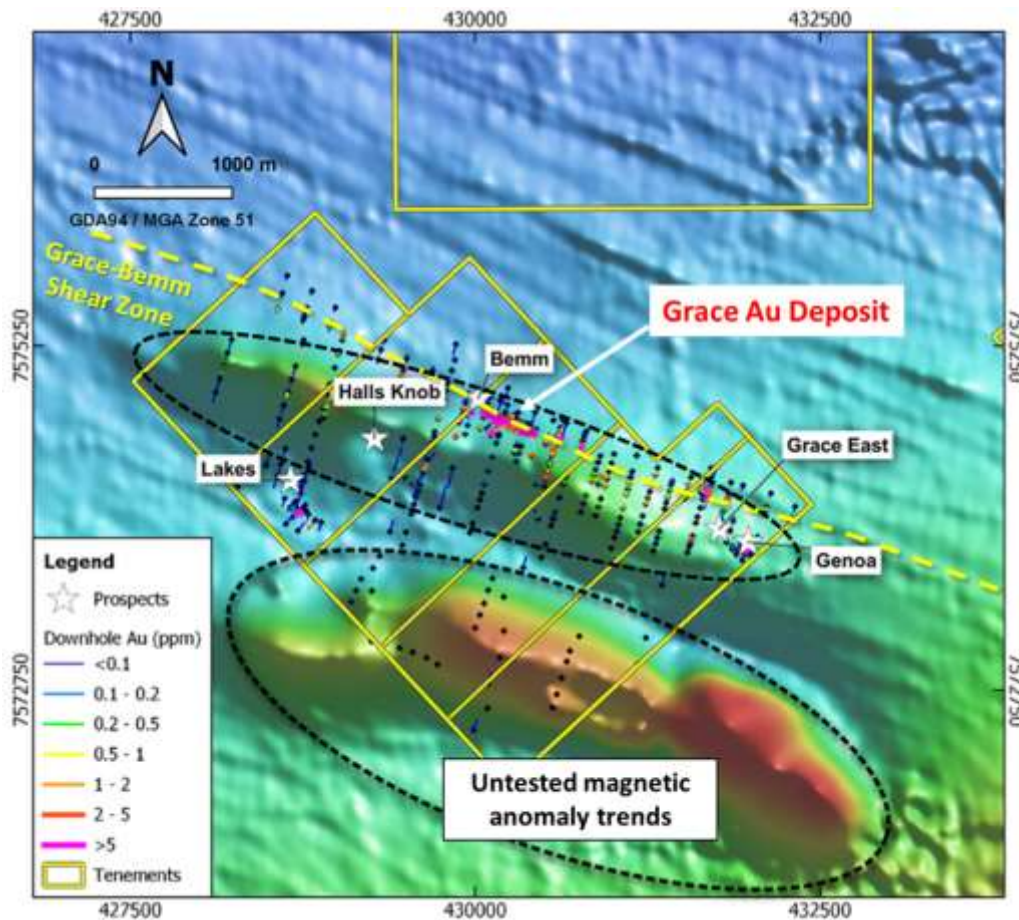 427500 430000 432500
N
0 1000 m
GDA94 / MGA Zone 51
Grace-Bemm
Shear Zone
Grace Au Deposit
7575250
7575250
Bemm
Halls Knob
Grace East
Lakes
Genoa
Legend
Prospects
Downhole Au (ppm)
<0.1
0.1 - 0.2
0.2 - 0.5
0.5 - 1
1 - 2
2 - 5
>5
Tenements
7572750
7572750
Untested magnetic
anomaly trends
427500 430000 432500